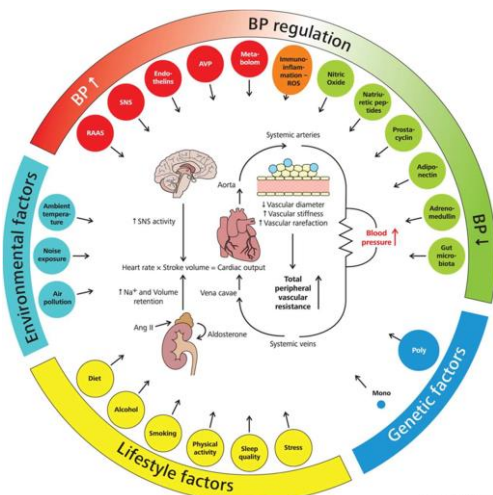 BP regulation
BP ↑
BP ↓
RAAS
SNS
Endo-
thelins
AVP
Meta-
bolom
Immuno-
inflam-
mation –
ROS
Nitric
Oxide
Natriu-
retic pep-
tides
Prosta-
cyclin
Adipo-
nectin
Adreno-
medullin
Gut
micro-
biota
Environmental factors
Ambient
tempera-
ture
Noise
exposure
Air
pollution
Systemic arteries
Aorta
↓ Vascular diameter
↑ Vascular stiffness
↑ Vascular rarefaction
Blood
pressure ↑
↑ SNS activity
Heart rate × Stroke volume = Cardiac output
Total
peripheral
vascular
resistance ↑
↑ Na+ and Volume
retention
Vena cavae
Ang II
Aldosterone
Systemic veins
Genetic factors
Poly
Mono
Lifestyle factors
Diet
Alcohol
Smoking
Physical
activity
Sleep
quality
Stress